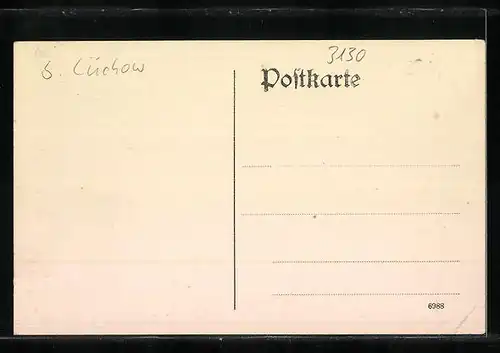 b. Lüchow
3130
Postkarte
6988